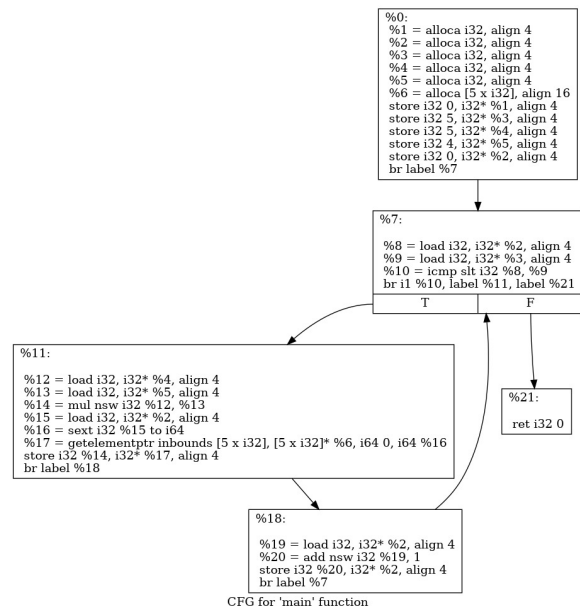 %0:
%1 = alloca i32, align 4
%2 = alloca i32, align 4
%3 = alloca i32, align 4
%4 = alloca i32, align 4
%5 = alloca i32, align 4
%6 = alloca [5 x i32], align 16
store i32 0, i32* %1, align 4
store i32 5, i32* %3, align 4
store i32 5, i32* %4, align 4
store i32 4, i32* %5, align 4
store i32 0, i32* %2, align 4
br label %7
%7:
%8 = load i32, i32* %2, align 4
%9 = load i32, i32* %3, align 4
%10 = icmp slt i32 %8, %9
br i1 %10, label %11, label %21
T
F
%11:
%12 = load i32, i32* %4, align 4
%13 = load i32, i32* %5, align 4
%14 = mul nsw i32 %12, %13
%15 = load i32, i32* %2, align 4
%16 = sext i32 %15 to i64
%17 = getelementptr inbounds [5 x i32], [5 x i32]* %6, i64 0, i64 %16
store i32 %14, i32* %17, align 4
br label %18
%21:
ret i32 0
%18:
%19 = load i32, i32* %2, align 4
%20 = add nsw i32 %19, 1
store i32 %20, i32* %2, align 4
br label %7
CFG for 'main' function